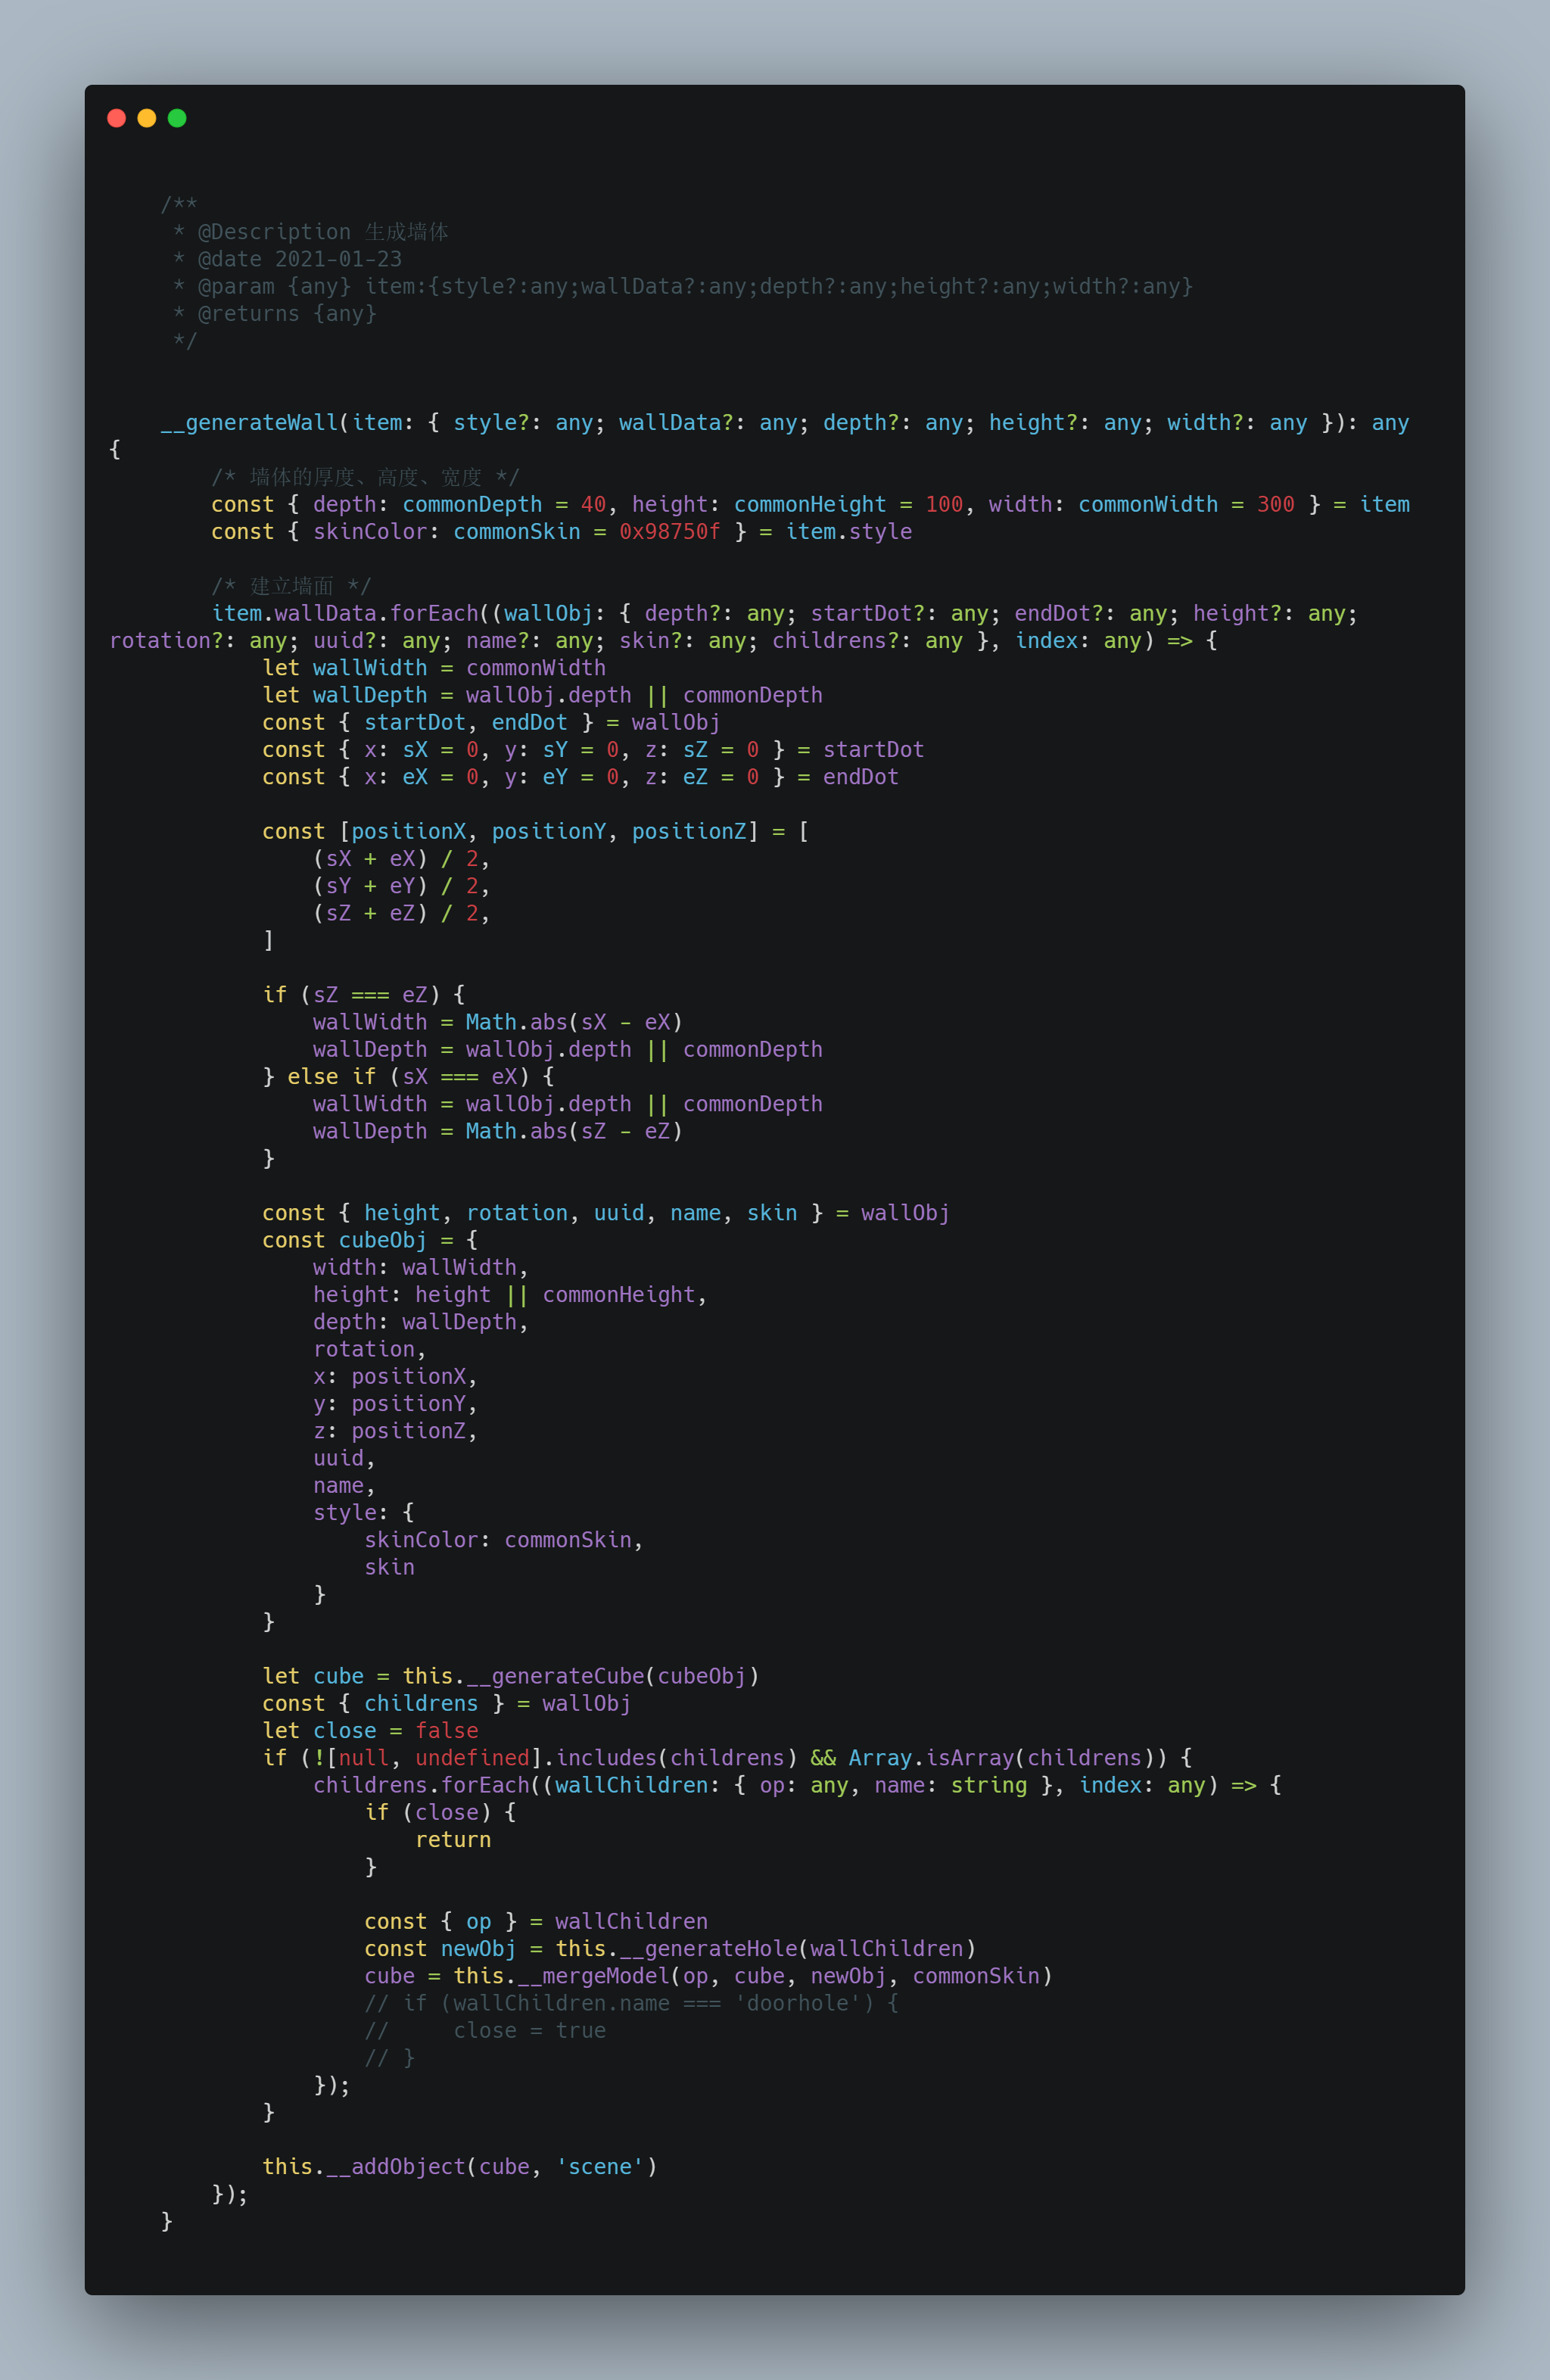 /**
 * @Description 生成墙体
 * @date 2021-01-23
 * @param {any} item:{style?:any;wallData?:any;depth?:any;height?:any;width?:any}
 * @returns {any}
 */
__generateWall(item: { style?: any; wallData?: any; depth?: any; height?: any; width?: any }): any
{
/* 墙体的厚度、高度、宽度 */
const { depth: commonDepth = 40, height: commonHeight = 100, width: commonWidth = 300 } = item
const { skinColor: commonSkin = 0x98750f } = item.style
/* 建立墙面 */
item.wallData.forEach((wallObj: { depth?: any; startDot?: any; endDot?: any; height?: any;
rotation?: any; uuid?: any; name?: any; skin?: any; childrens?: any }, index: any) => {
let wallWidth = commonWidth
let wallDepth = wallObj.depth || commonDepth
const { startDot, endDot } = wallObj
const { x: sX = 0, y: sY = 0, z: sZ = 0 } = startDot
const { x: eX = 0, y: eY = 0, z: eZ = 0 } = endDot
const [positionX, positionY, positionZ] = [
(sX + eX) / 2,
(sY + eY) / 2,
(sZ + eZ) / 2,
]
if (sZ === eZ) {
wallWidth = Math.abs(sX - eX)
wallDepth = wallObj.depth || commonDepth
} else if (sX === eX) {
wallWidth = wallObj.depth || commonDepth
wallDepth = Math.abs(sZ - eZ)
}
const { height, rotation, uuid, name, skin } = wallObj
const cubeObj = {
width: wallWidth,
height: height || commonHeight,
depth: wallDepth,
rotation,
x: positionX,
y: positionY,
z: positionZ,
uuid,
name,
style: {
skinColor: commonSkin,
skin
}
}
let cube = this.__generateCube(cubeObj)
const { childrens } = wallObj
let close = false
if (![null, undefined].includes(childrens) && Array.isArray(childrens)) {
childrens.forEach((wallChildren: { op: any, name: string }, index: any) => {
if (close) {
return
}
const { op } = wallChildren
const newObj = this.__generateHole(wallChildren)
cube = this.__mergeModel(op, cube, newObj, commonSkin)
// if (wallChildren.name === 'doorhole') {
//     close = true
// }
});
}
this.__addObject(cube, 'scene')
});
}